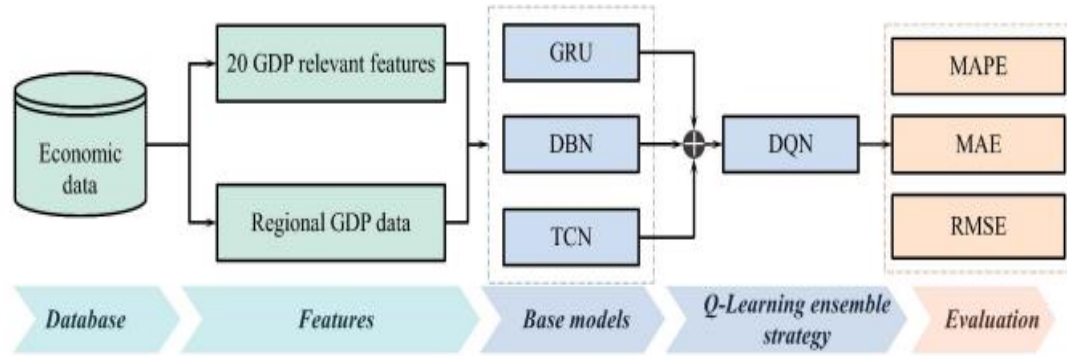 20 GDP relevant features
Economic
data
Regional GDP data
GRU
DBN
TCN
DQN
MAPE
MAE
RMSE
Database
Features
Base models
Q-Learning ensemble
strategy
Evaluation